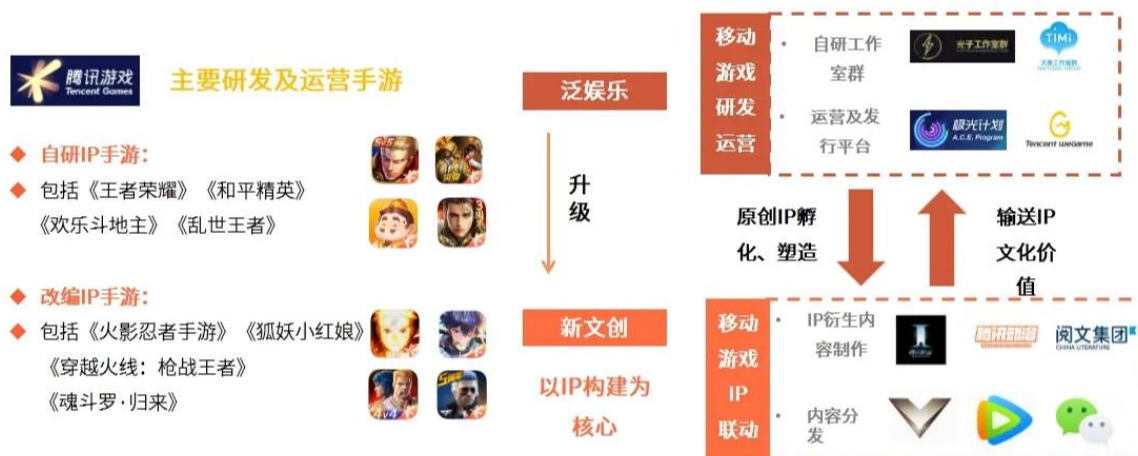 腾讯游戏
Tencent Games
主要研发及运营手游
自研IP手游：
包括《王者荣耀》《和平精英》
《欢乐斗地主》《乱世王者》
5V5
改编IP手游：
包括《火影忍者手游》《狐妖小红娘》
《穿越火线：枪战王者》
《魂斗罗·归来》
4v4
泛娱乐
升
级
新文创
以IP构建为
核心
移动
游戏
研发
运营
自研工作
室群
光子工作室群
TiMi
天美工作室群
运营及发
行平台
极光计划
A.C.E. Program
Tencent WeGame
原创IP孵
化、塑造
输送IP
文化价
值
移动
游戏
IP
联动
IP衍生内
容制作
腾讯动漫
阅文集团
CHINA LITERATURE
内容分
发